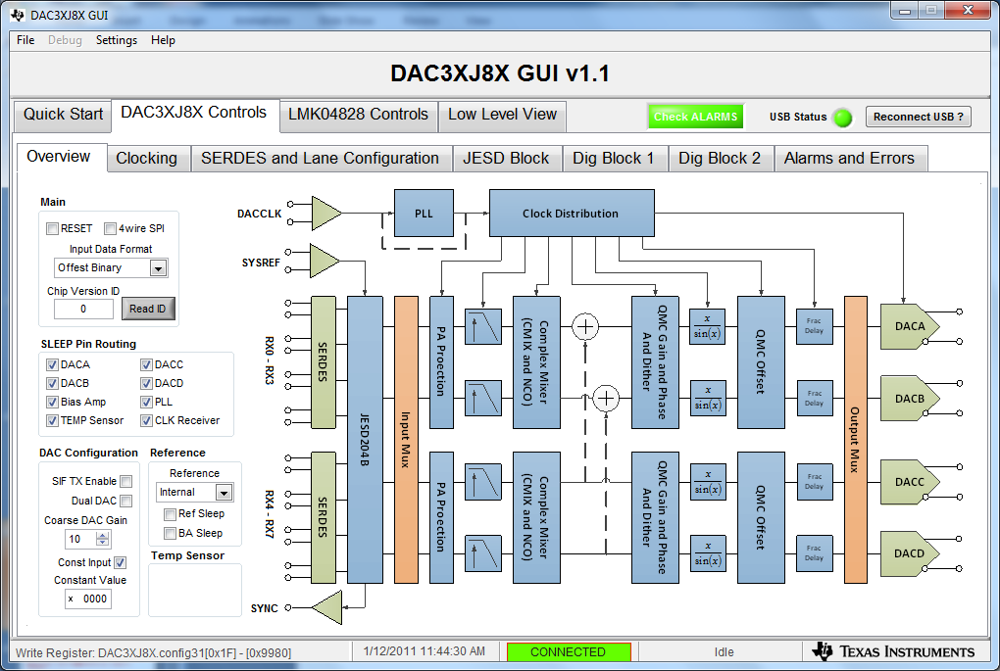 DAC3XJ8X GUI
File Debug Settings Help
DAC3XJ8X GUI v1.1
Quick Start DAC3XJ8X Controls LMK04828 Controls Low Level View Check ALARMS USB Status Reconnect USB ?
Overview Clocking SERDES and Lane Configuration JESD Block Dig Block 1 Dig Block 2 Alarms and Errors
Main
RESET 4wire SPI
Input Data Format
Offest Binary
Chip Version ID
0 Read ID
SLEEP Pin Routing
DACA DACC
DACB DACD
Bias Amp PLL
TEMP Sensor CLK Receiver
DAC Configuration
SIF TX Enable
Dual DAC
Coarse DAC Gain
10
Const Input
Constant Value
x 0000
Reference
Reference
Internal
Ref Sleep
BA Sleep
Temp Sensor
DACCLK
PLL
Clock Distribution
SYSREF
RX0 - RX3
SERDES
RX4 - RX7
SERDES
JESD204B
Input Mux
PA Proection
PA Proection
Complex Mixer
(CMIX and NCO)
Complex Mixer
(CMIX and NCO)
QMC Gain and Phase
And Dither
QMC Gain and Phase
And Dither
x
sin(x)
x
sin(x)
x
sin(x)
x
sin(x)
QMC Offset
QMC Offset
Frac
Delay
Frac
Delay
Frac
Delay
Frac
Delay
Output Mux
DACA
DACB
DACC
DACD
SYNC
Write Register: DAC3XJ8X.config31[0x1F] - [0x9980] 1/12/2011 11:44:30 AM CONNECTED Idle TEXAS INSTRUMENTS